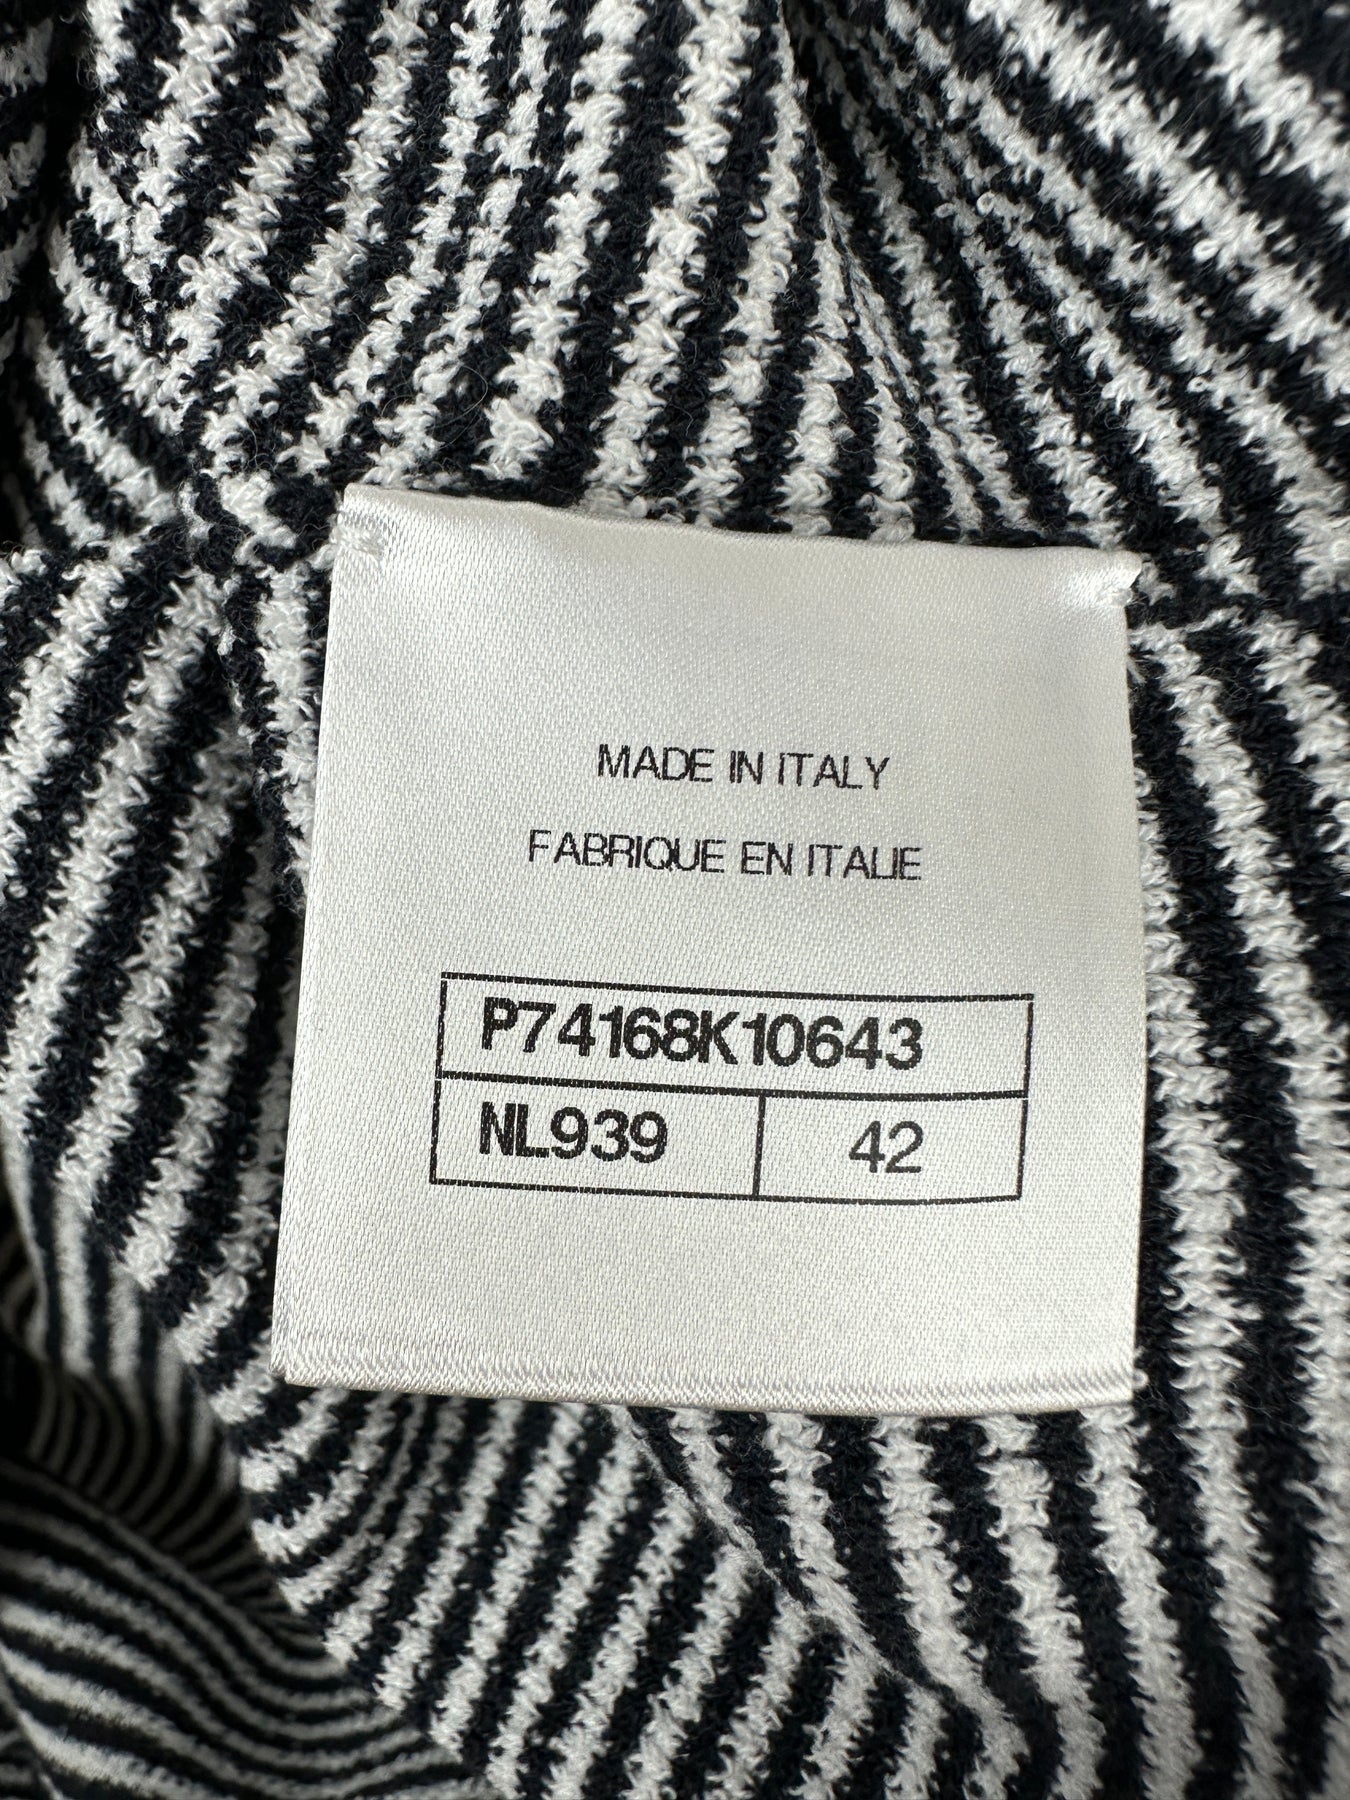 MADE IN ITALY
FABRIQUE EN ITALIE
P74168K10643
NL939 42